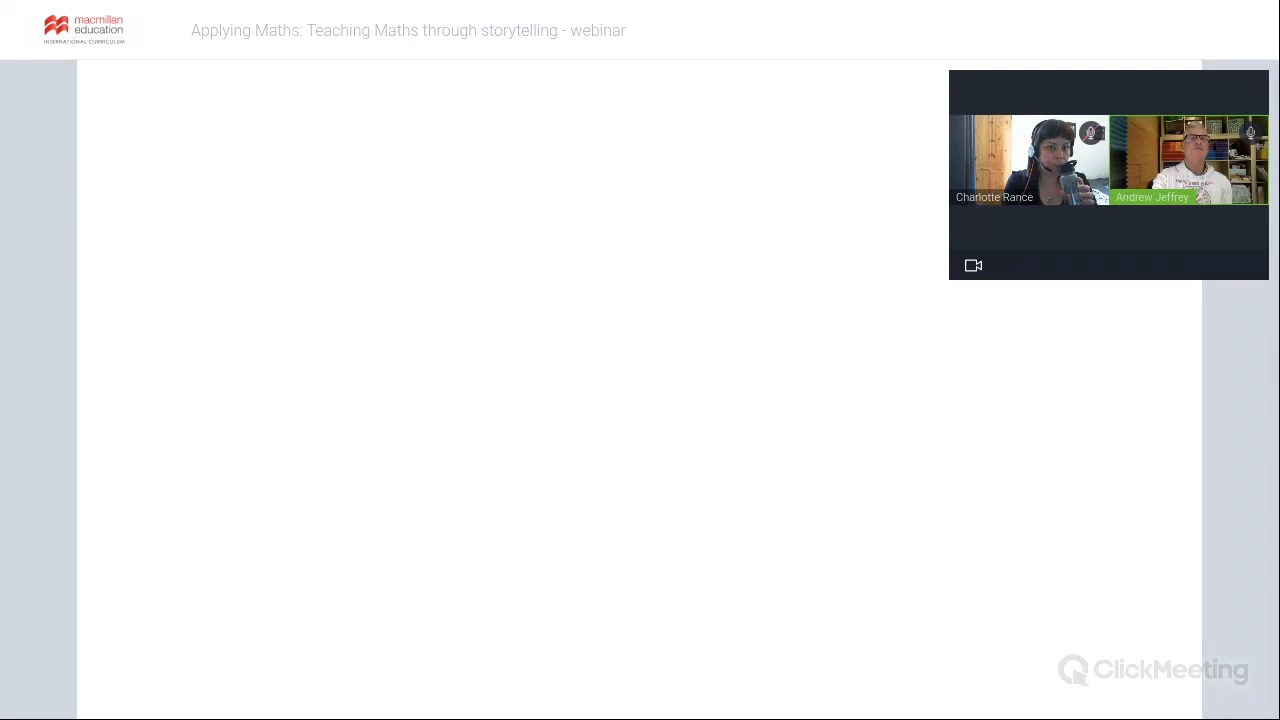 macmillan
education
INTERNATIONAL CURRICULUM
Applying Maths: Teaching Maths through storytelling - webinar
Charlotte Rance
Andrew Jeffrey
ClickMeeting